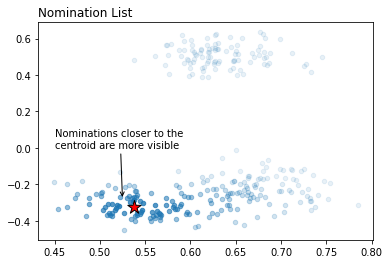 Nomination List
0.6
0.4
0.2
0.0
−0.2
−0.4
Nominations closer to the
centroid are more visible
0.45 0.50 0.55 0.60 0.65 0.70 0.75 0.80